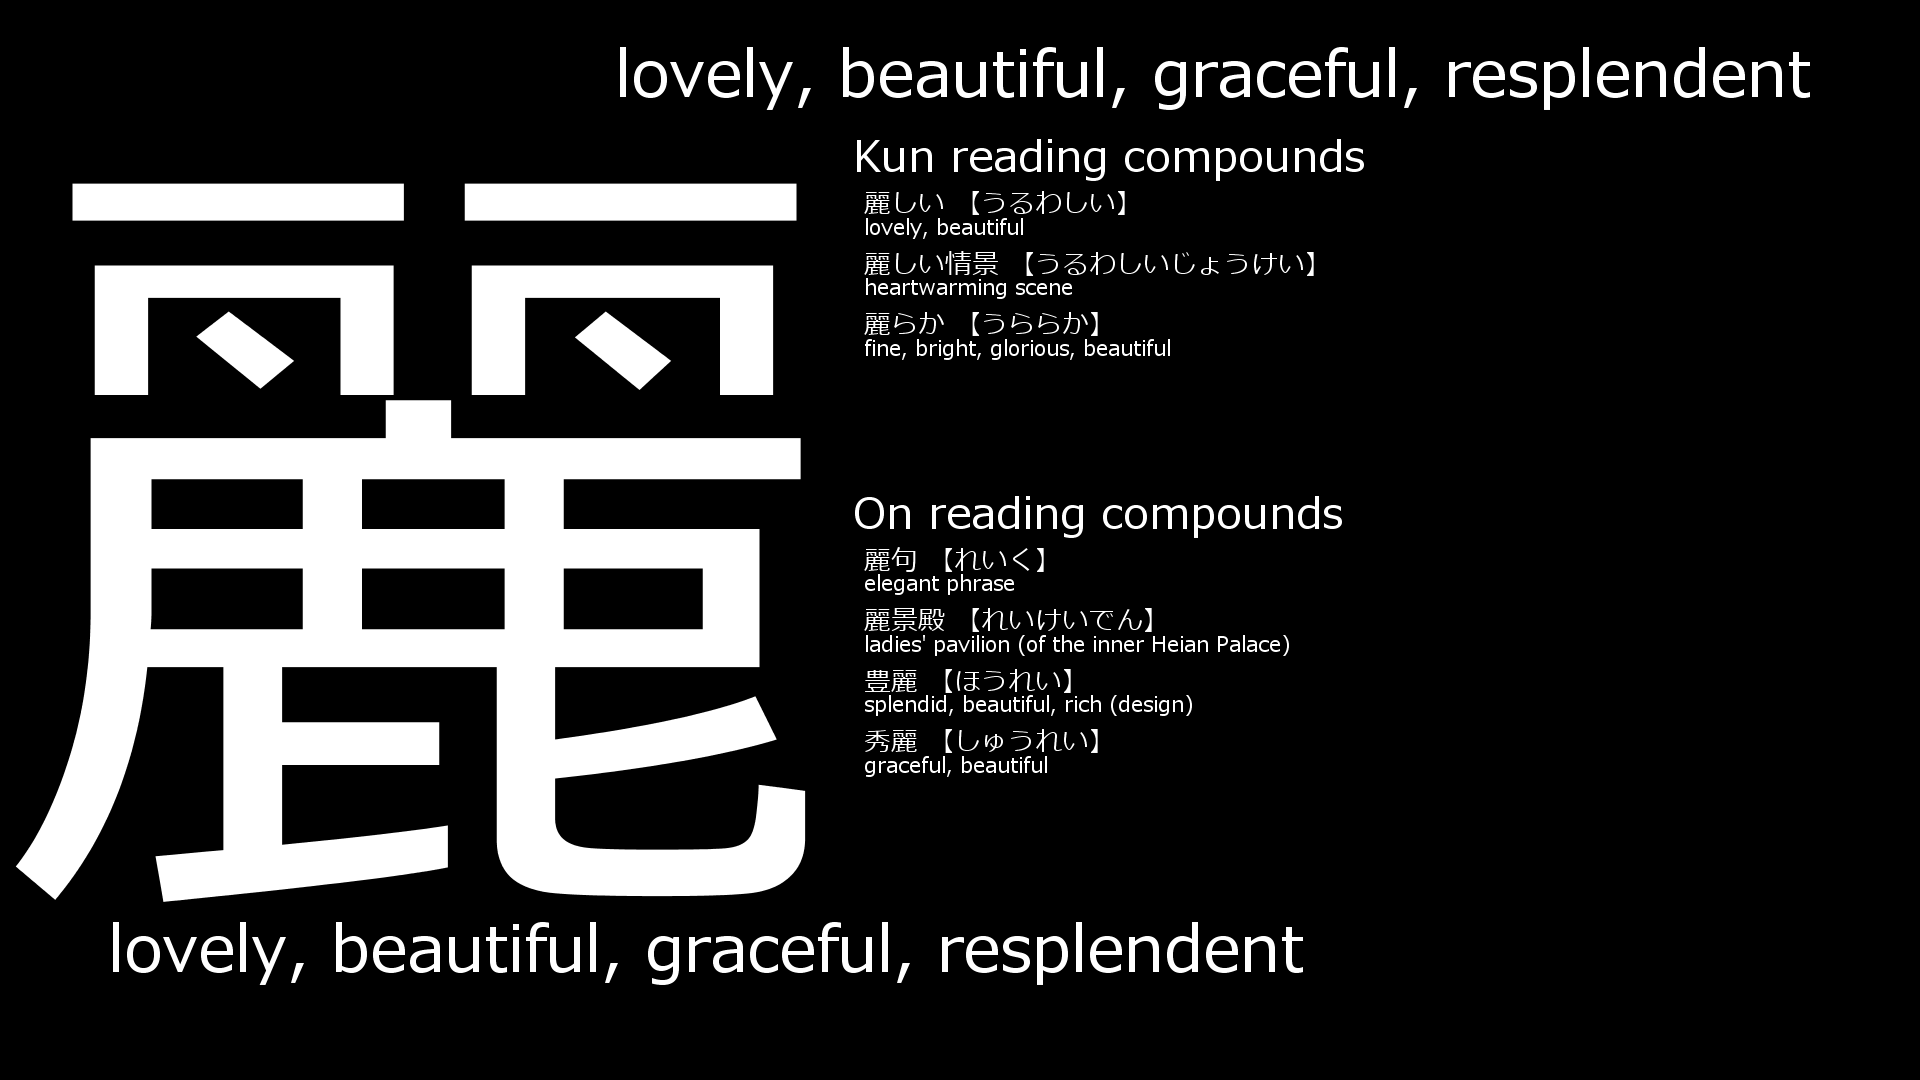 lovely, beautiful, graceful, resplendent
麗
Kun reading compounds
麗しい 【うるわしい】
lovely, beautiful
麗しい情景 【うるわしいじょうけい】
heartwarming scene
麗らか 【うららか】
fine, bright, glorious, beautiful
On reading compounds
麗句 【れいく】
elegant phrase
麗景殿 【れいけいでん】
ladies' pavilion (of the inner Heian Palace)
豊麗 【ほうれい】
splendid, beautiful, rich (design)
秀麗 【しゅうれい】
graceful, beautiful
lovely, beautiful, graceful, resplendent